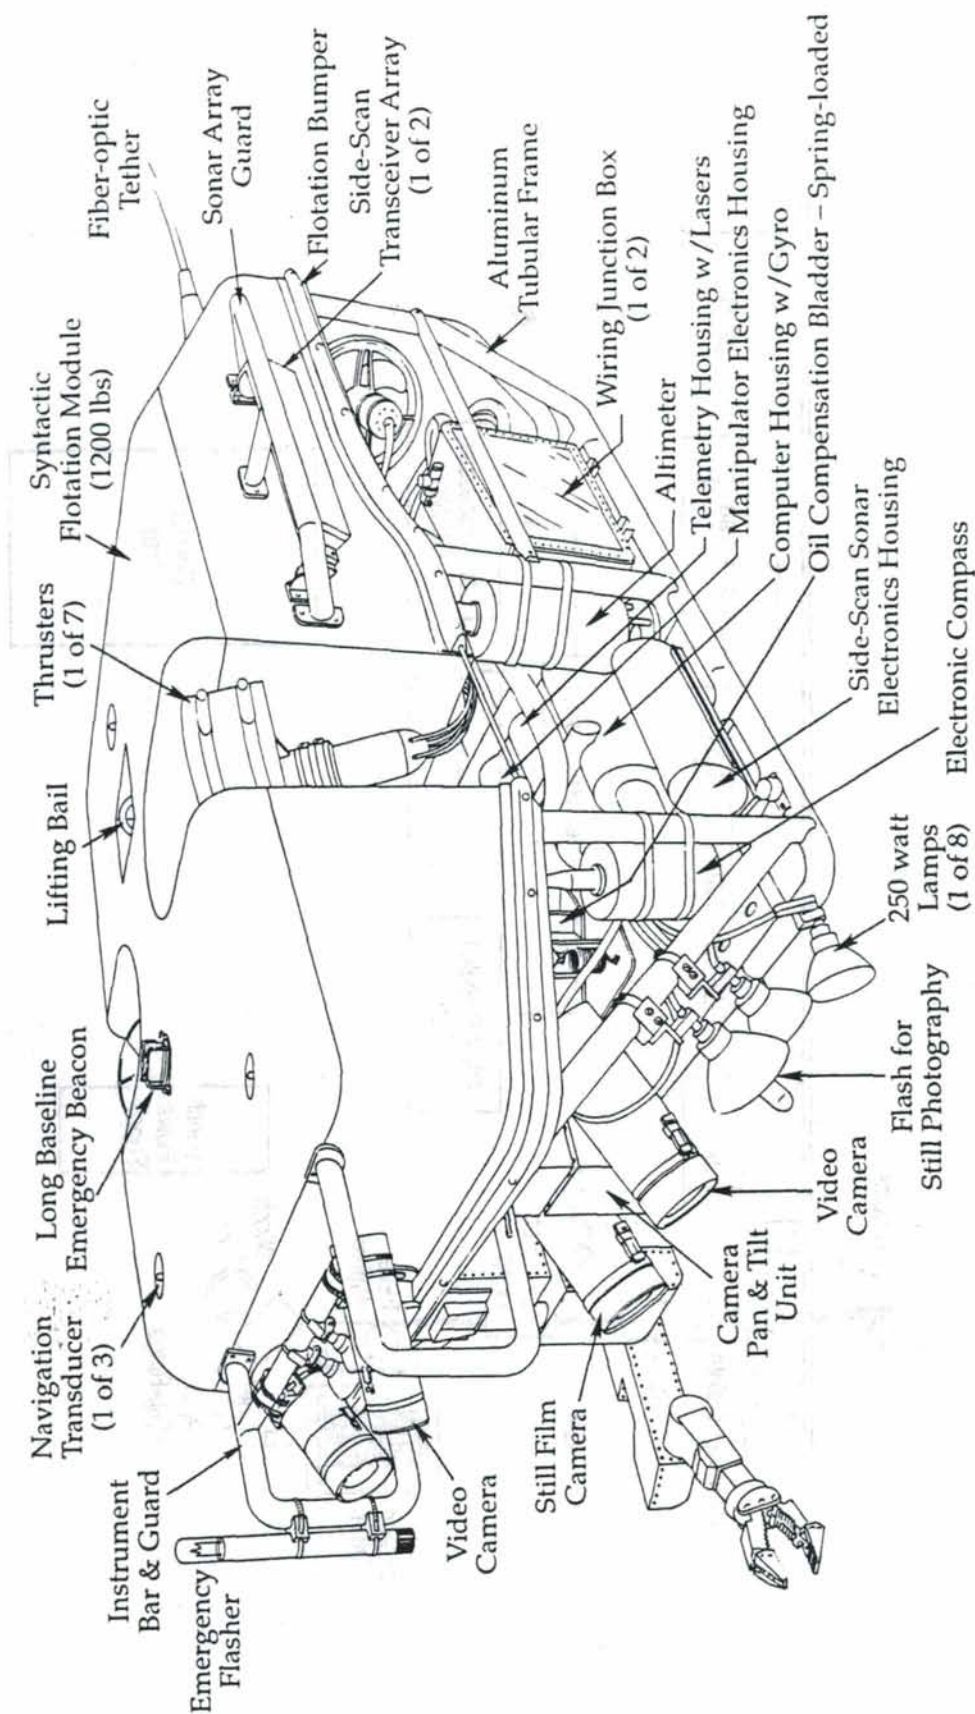 Instrument
Bar & Guard
Emergency
Flasher
Navigation
Transducer
(1 of 3)
Long Baseline
Emergency Beacon
Lifting Bail
Thrusters
(1 of 7)
Syntactic
Flotation Module
(1200 lbs)
Fiber-optic
Tether
Sonar Array
Guard
Flotation Bumper
Side-Scan
Transceiver Array
(1 of 2)
Aluminum
Tubular Frame
Wiring Junction Box
(1 of 2)
Altimeter
Telemetry Housing w/Lasers
Manipulator Electronics Housing
Computer Housing w/Gyro
Oil Compensation Bladder – Spring-loaded
Side-Scan Sonar
Electronics Housing
Electronic Compass
250 watt
Lamps
(1 of 8)
Flash for
Still Photography
Video
Camera
Camera
Pan & Tilt
Unit
Still Film
Camera
Video
Camera